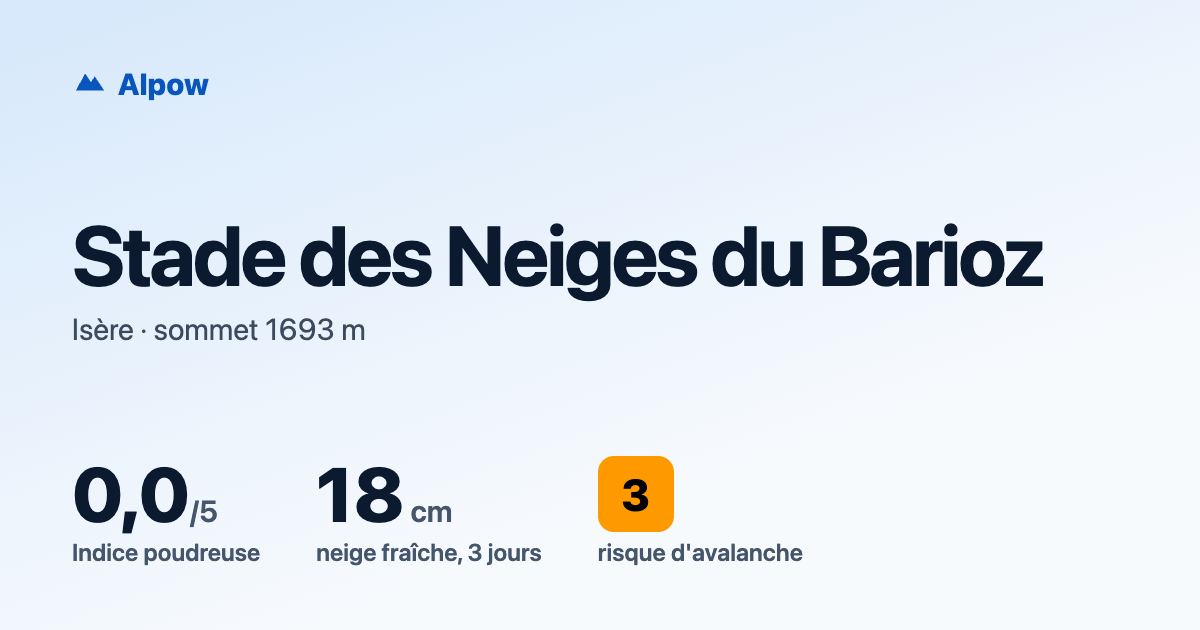 Alpow
Stade des Neiges du Barioz
Isère · sommet 1693 m
0,0/5
Indice poudreuse
18 cm
neige fraîche, 3 jours
3
risque d'avalanche